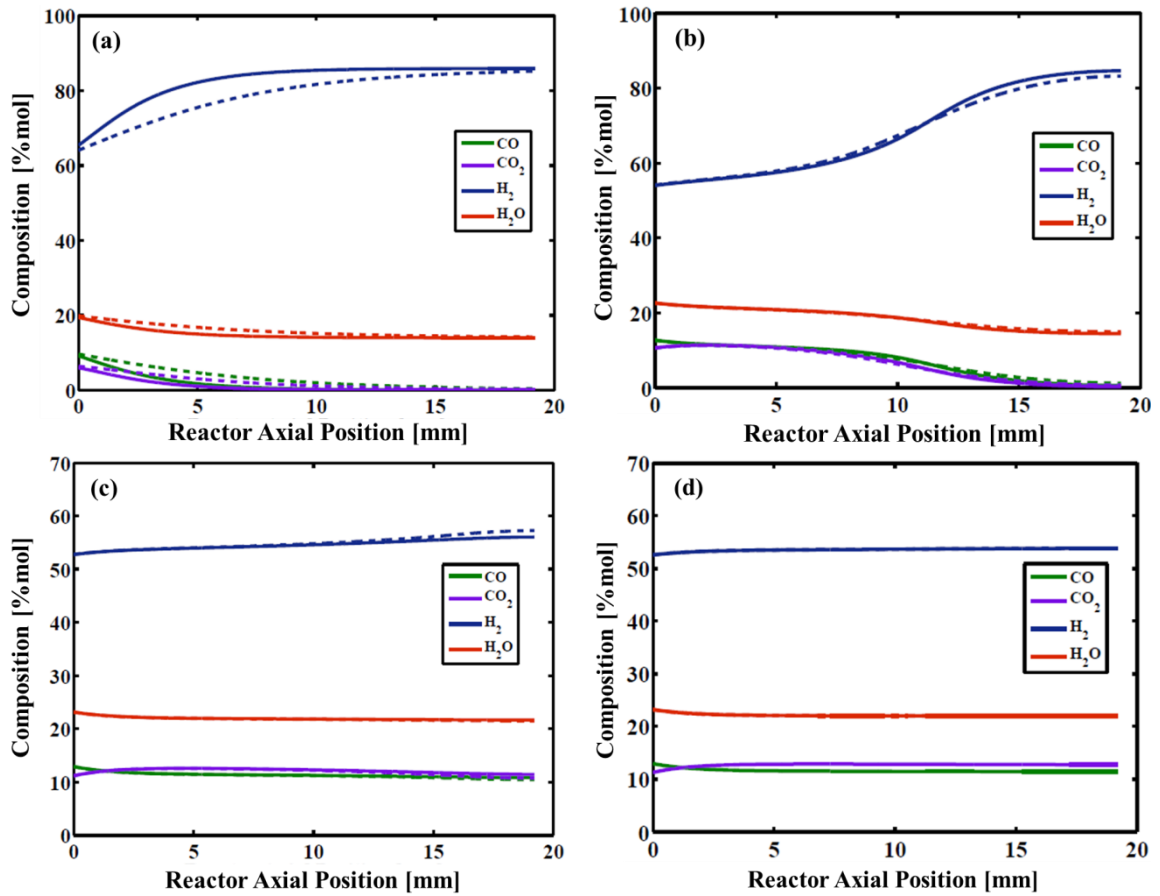 (a)
100
80
60
40
20
0
Composition [%mol]
CO
CO2
H2
H2O
0 5 10 15 20
Reactor Axial Position [mm]
(b)
100
80
60
40
20
0
Composition [%mol]
CO
CO2
H2
H2O
0 5 10 15 20
Reactor Axial Position [mm]
(c)
70
60
50
40
30
20
10
0
Composition [%mol]
CO
CO2
H2
H2O
0 5 10 15 20
Reactor Axial Position [mm]
(d)
70
60
50
40
30
20
10
0
Composition [%mol]
CO
CO2
H2
H2O
0 5 10 15 20
Reactor Axial Position [mm]